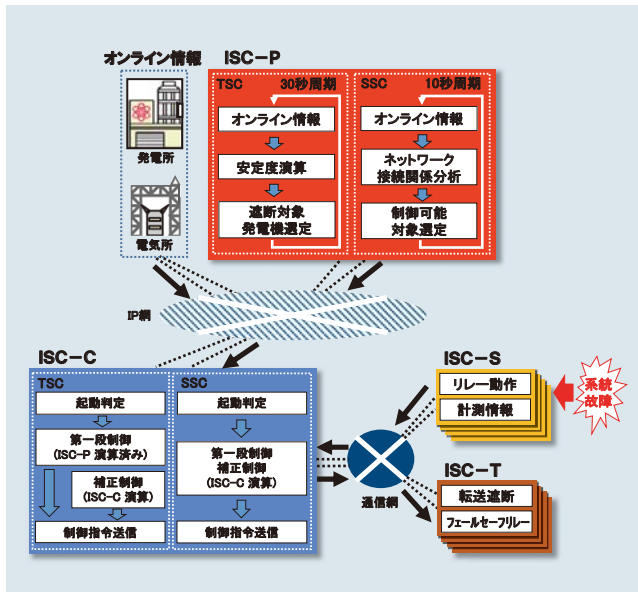 オンライン情報
発電所
電気所
ISC-P
TSC 30秒周期
オンライン情報
安定度演算
遮断対象
発電機選定
SSC 10秒周期
オンライン情報
ネットワーク
接続関係分析
制御可能
対象選定
IP網
ISC-C
TSC
起動判定
第一段制御
(ISC-P 演算済み)
補正制御
(ISC-C 演算)
制御指令送信
SSC
起動判定
第一段制御
補正制御
(ISC-C 演算)
制御指令送信
通信網
ISC-S
リレー動作
計測情報
系統
故障
ISC-T
転送遮断
フェールセーフリレー